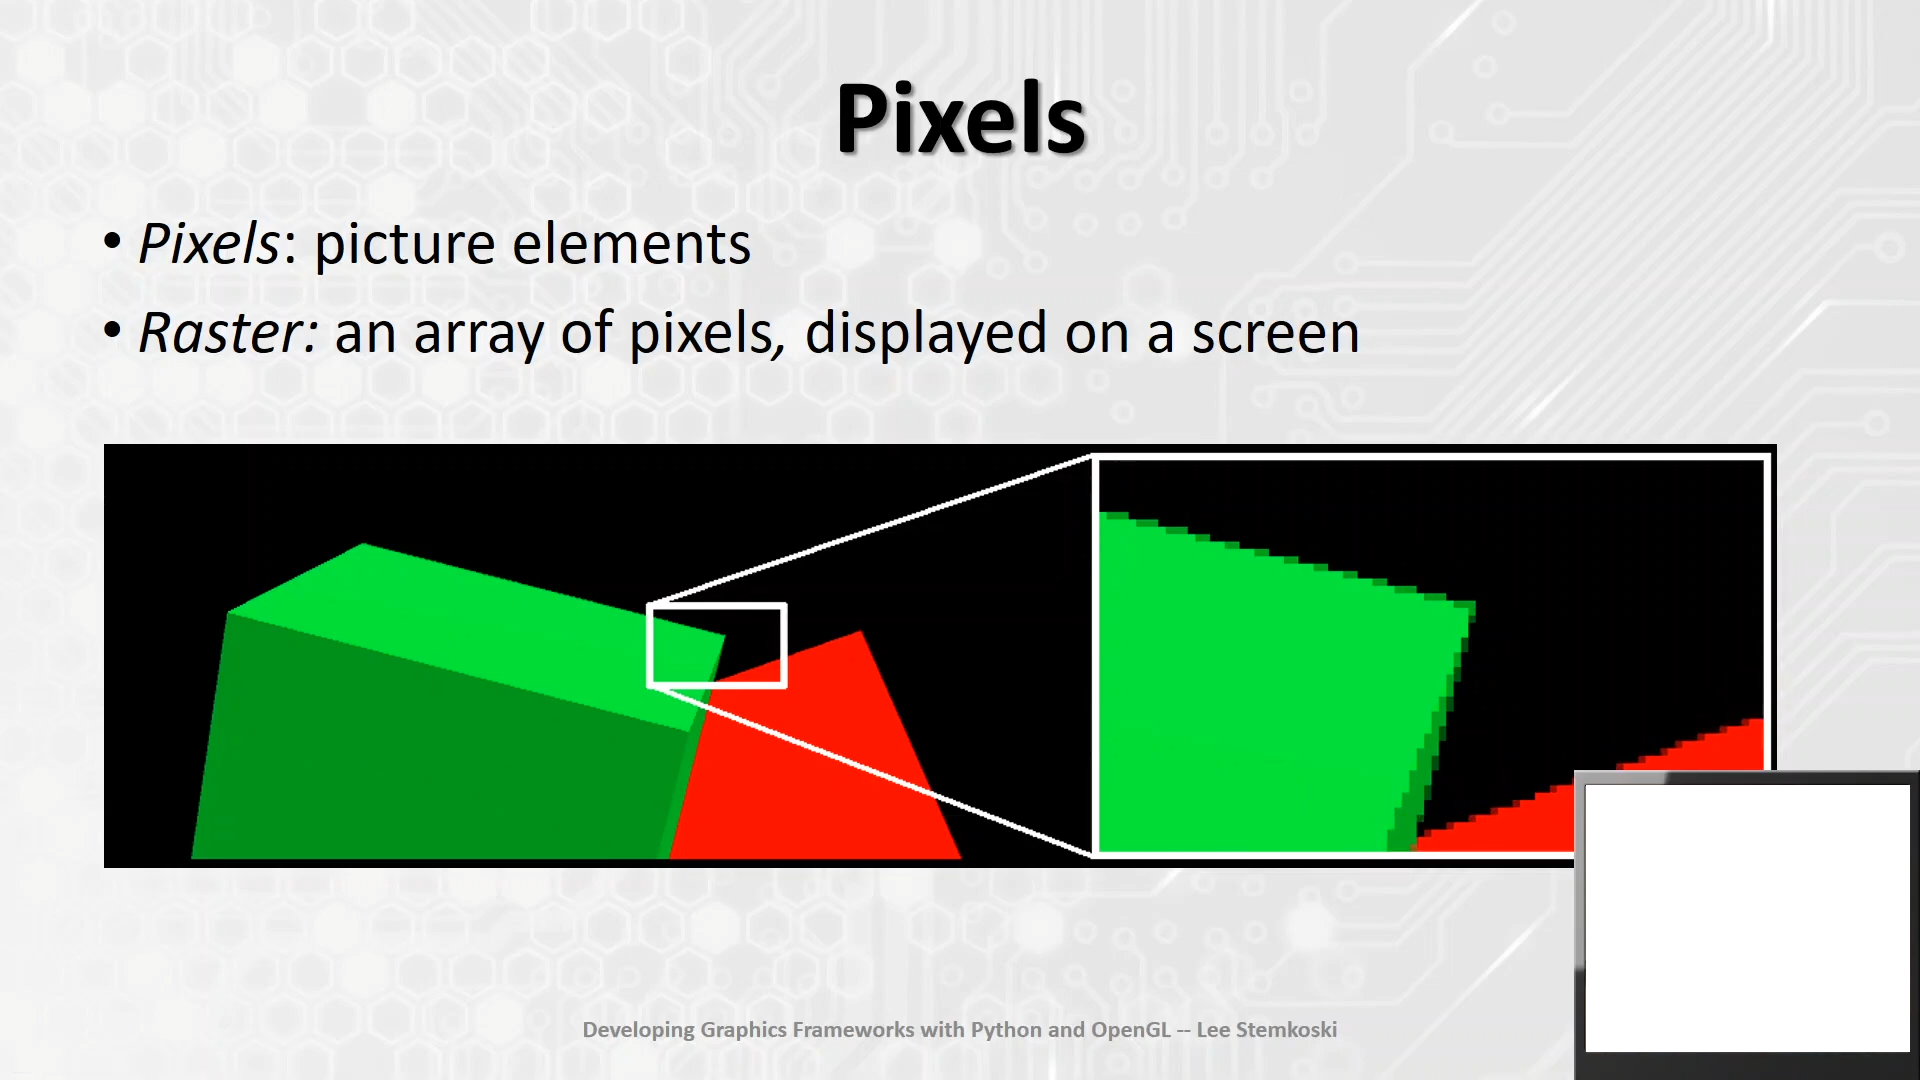 Pixels
• Pixels: picture elements
• Raster: an array of pixels, displayed on a screen
Developing Graphics Frameworks with Python and OpenGL -- Lee Stemkoski